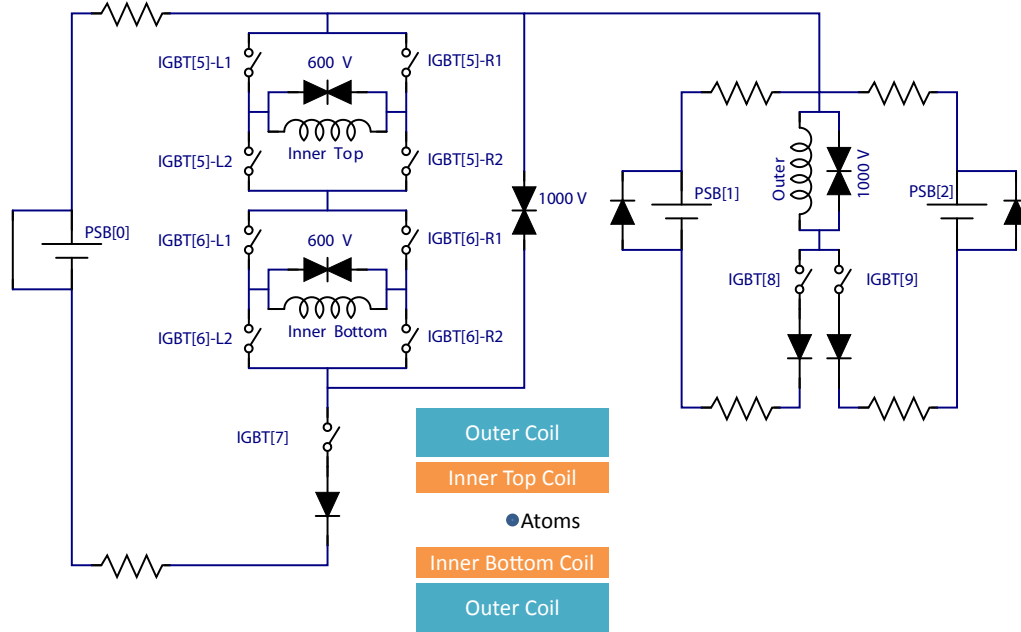 IGBT[5]-L1
600 V
IGBT[5]-R1
Inner Top
IGBT[5]-L2
IGBT[5]-R2
PSB[0]
IGBT[6]-L1
600 V
IGBT[6]-R1
Inner Bottom
IGBT[6]-L2
IGBT[6]-R2
1000 V
IGBT[7]
PSB[1]
Outer
1000 V
PSB[2]
IGBT[8]
IGBT[9]
Outer Coil
Inner Top Coil
Atoms
Inner Bottom Coil
Outer Coil